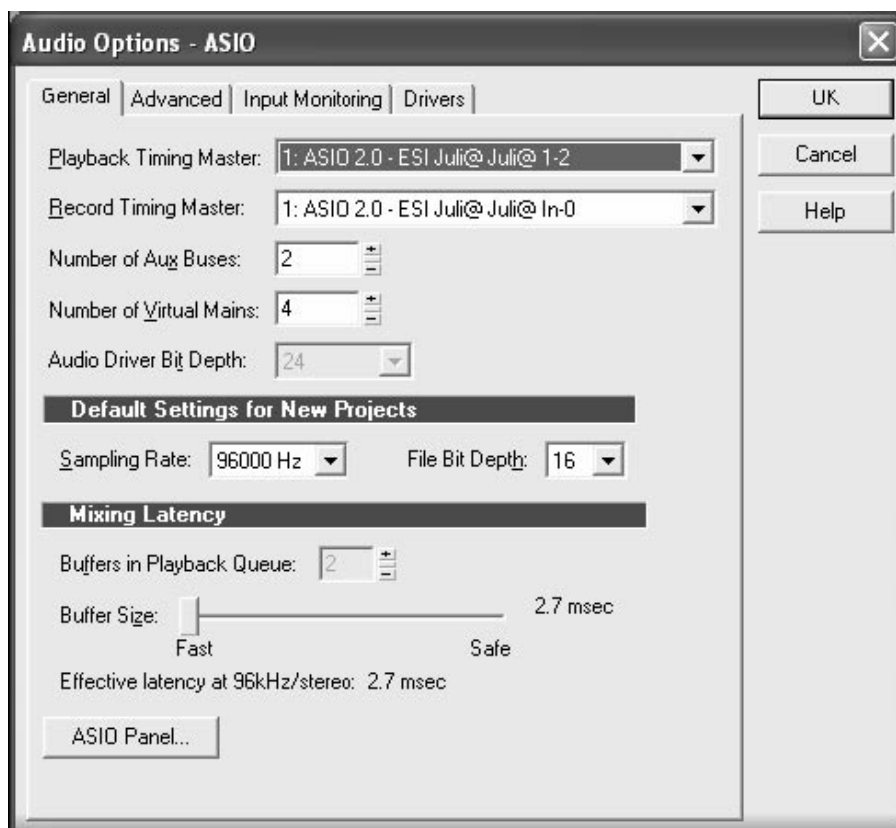 Audio Options - ASIO
General Advanced Input Monitoring Drivers
UK
Cancel
Help
Playback Timing Master: 1: ASIO 2.0 - ESI Juli@ Juli@ 1-2
Record Timing Master: 1: ASIO 2.0 - ESI Juli@ Juli@ In-0
Number of Aux Buses: 2
Number of Virtual Mains: 4
Audio Driver Bit Depth: 24
Default Settings for New Projects
Sampling Rate: 96000 Hz File Bit Depth: 16
Mixing Latency
Buffers in Playback Queue: 2
Buffer Size: 2.7 msec
Fast Safe
Effective latency at 96kHz/stereo: 2.7 msec
ASIO Panel...